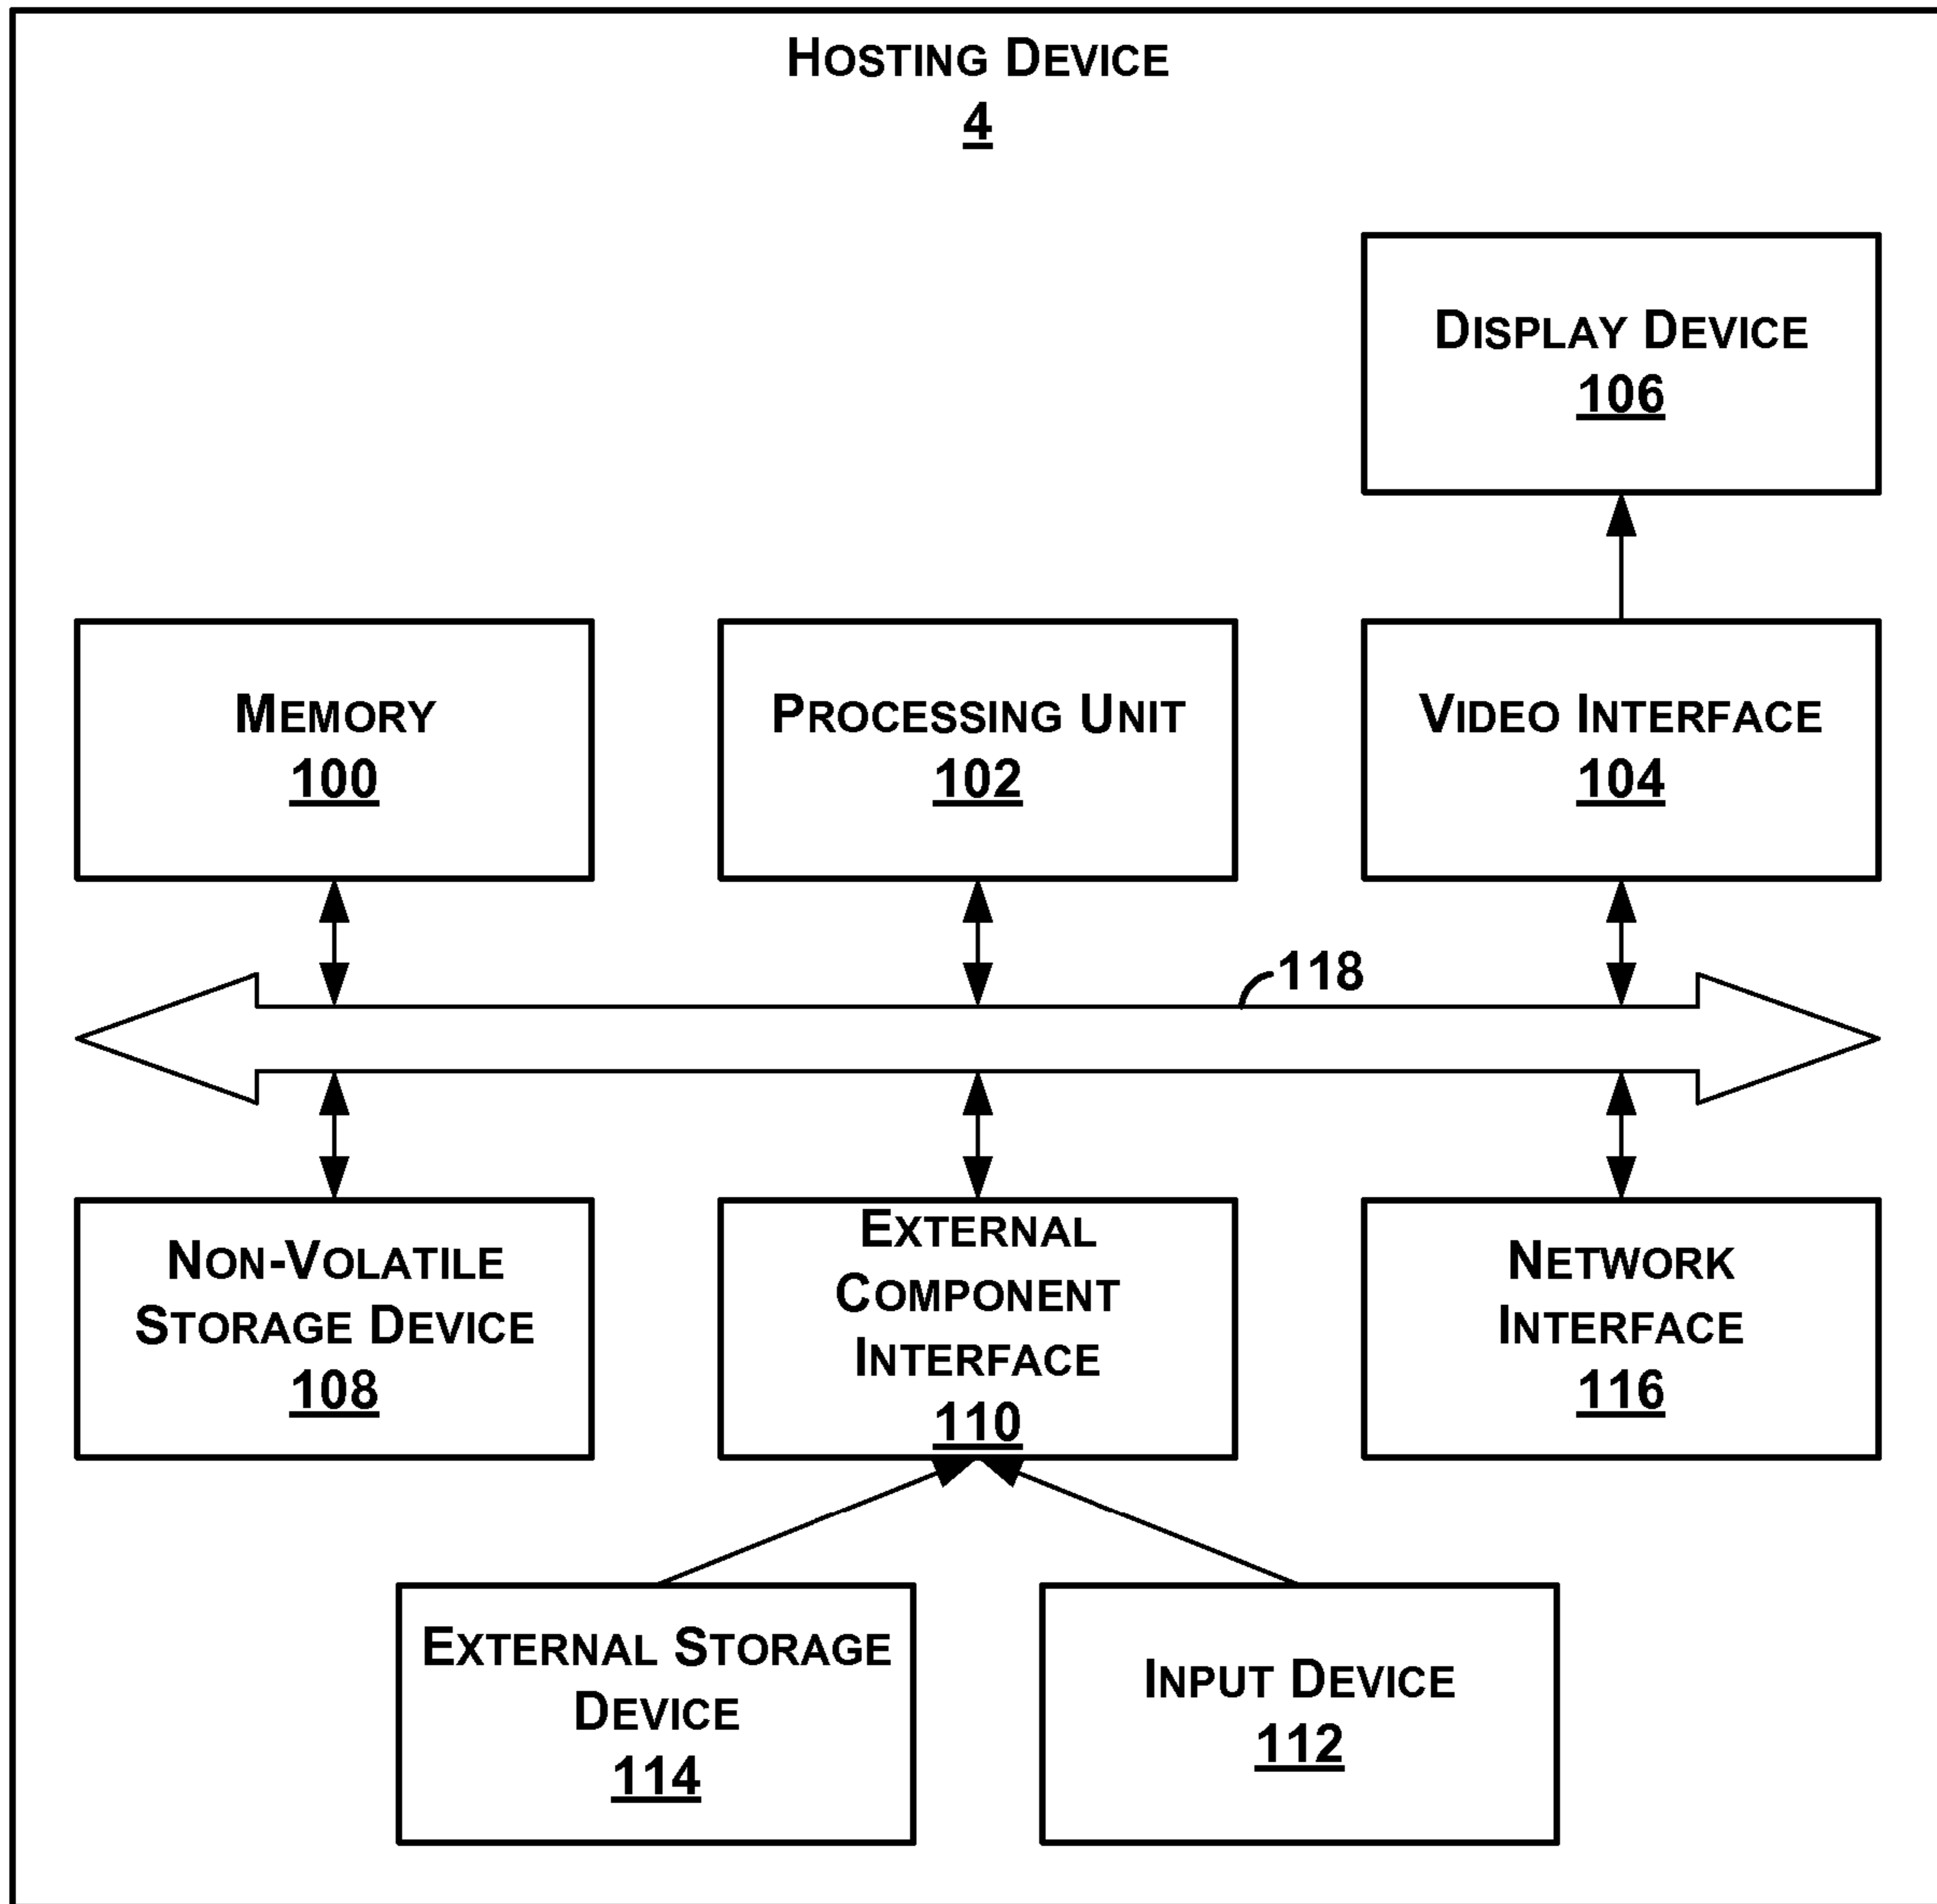 HOSTING DEVICE
4
DISPLAY DEVICE
106
MEMORY
100
PROCESSING UNIT
102
VIDEO INTERFACE
104
118
NON-VOLATILE
STORAGE DEVICE
108
EXTERNAL
COMPONENT
INTERFACE
110
NETWORK
INTERFACE
116
EXTERNAL STORAGE
DEVICE
114
INPUT DEVICE
112